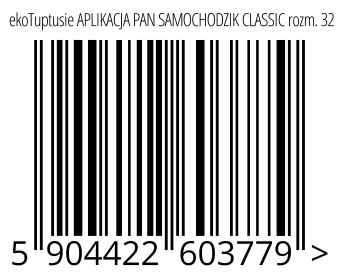 ekoTuptusie APLIKACJA PAN SAMOCHODZIK CLASSIC rozm. 32
5 904422 603779 >